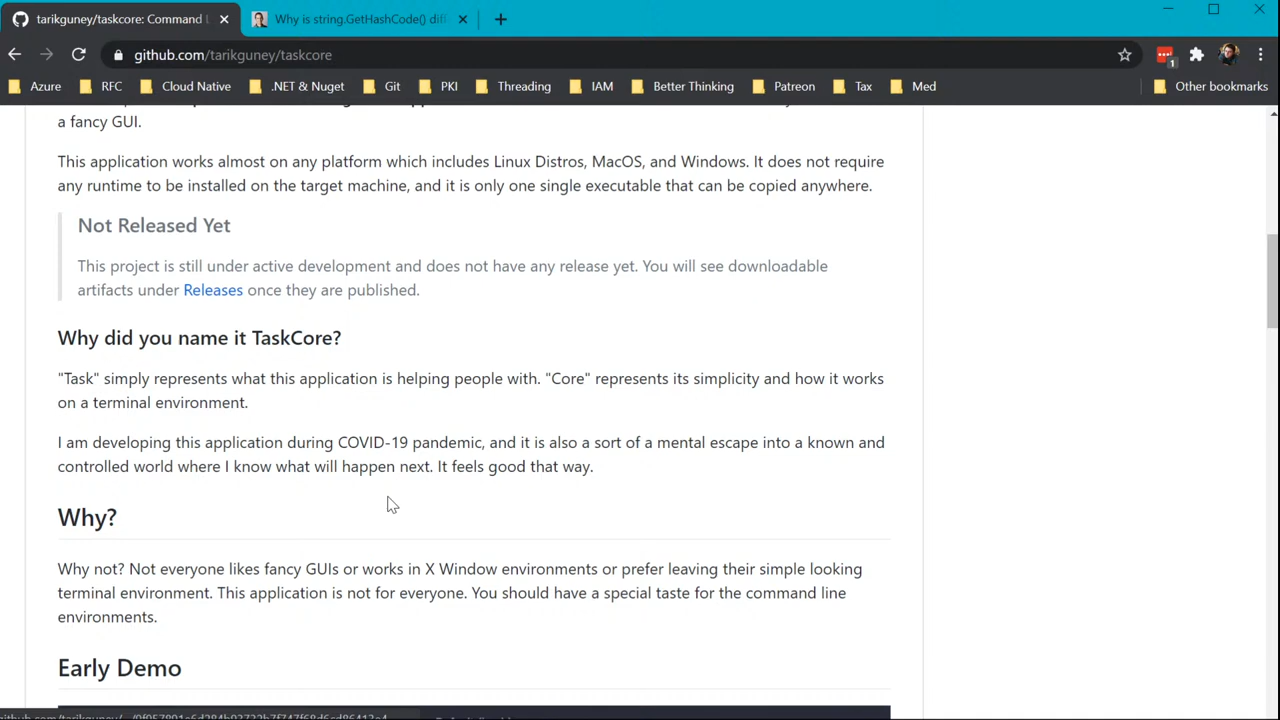 tarikguney/taskcore: Command L
Why is string.GetHashCode() diff
github.com/tarikguney/taskcore
1
Azure RFC Cloud Native .NET & Nuget Git PKI Threading IAM Better Thinking Patreon Tax Med Other bookmarks
a fancy GUI.
This application works almost on any platform which includes Linux Distros, MacOS, and Windows. It does not require
any runtime to be installed on the target machine, and it is only one single executable that can be copied anywhere.
Not Released Yet
This project is still under active development and does not have any release yet. You will see downloadable
artifacts under Releases once they are published.
Why did you name it TaskCore?
"Task" simply represents what this application is helping people with. "Core" represents its simplicity and how it works
on a terminal environment.
I am developing this application during COVID-19 pandemic, and it is also a sort of a mental escape into a known and
controlled world where I know what will happen next. It feels good that way.
Why?
Why not? Not everyone likes fancy GUIs or works in X Window environments or prefer leaving their simple looking
terminal environment. This application is not for everyone. You should have a special taste for the command line
environments.
Early Demo